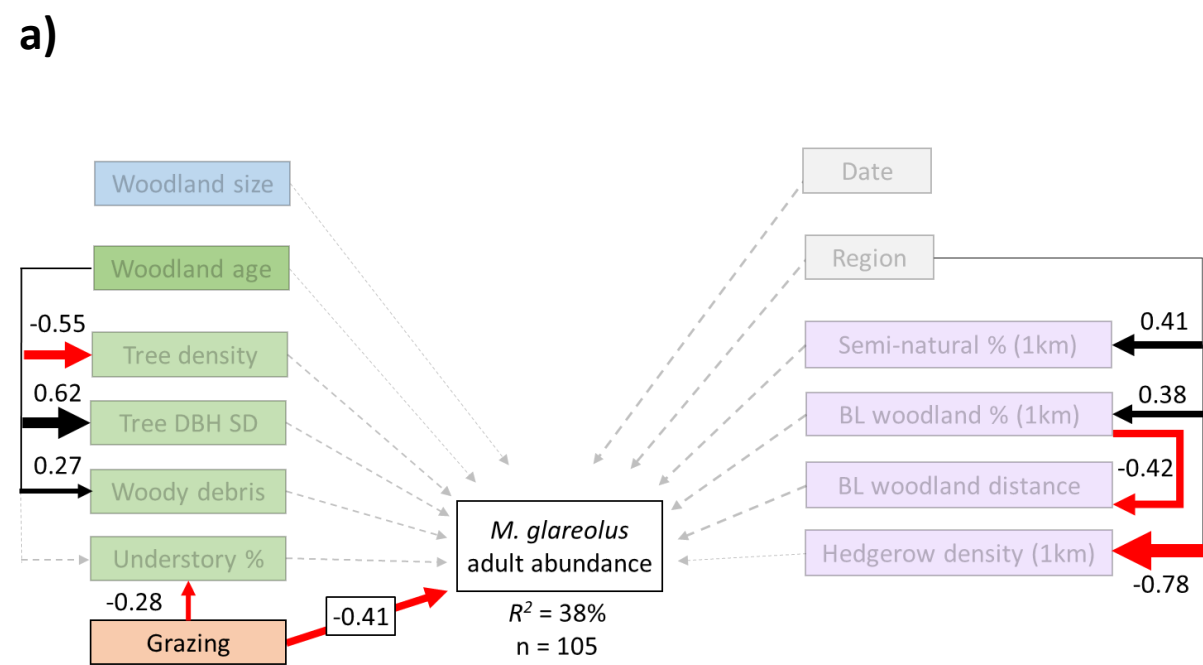 a)
Woodland size
Woodland age
-0.55
Tree density
0.62
Tree DBH SD
0.27
Woody debris
Understory %
-0.28
Grazing
-0.41
M. glareolus
adult abundance
R² = 38%
n = 105
Date
Region
0.41
Semi-natural % (1km)
0.38
BL woodland % (1km)
-0.42
BL woodland distance
Hedgerow density (1km)
-0.78